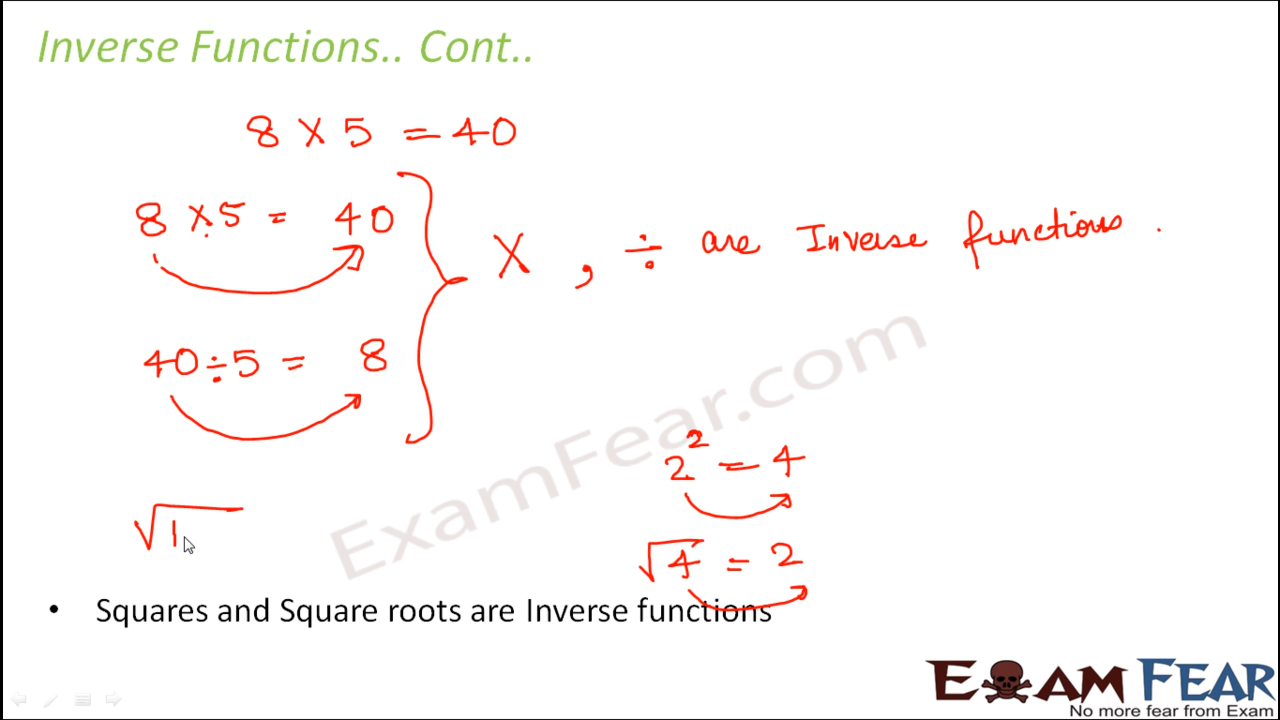 Inverse Functions.. Cont..
8 X 5 = 40
8 X 5 = 40
X , ÷ are Inverse functions.
40 ÷ 5 = 8
2² = 4
√1
√4 = 2
• Squares and Square roots are Inverse functions
ExamFear.com
EXAM FEAR
No more fear from Exam